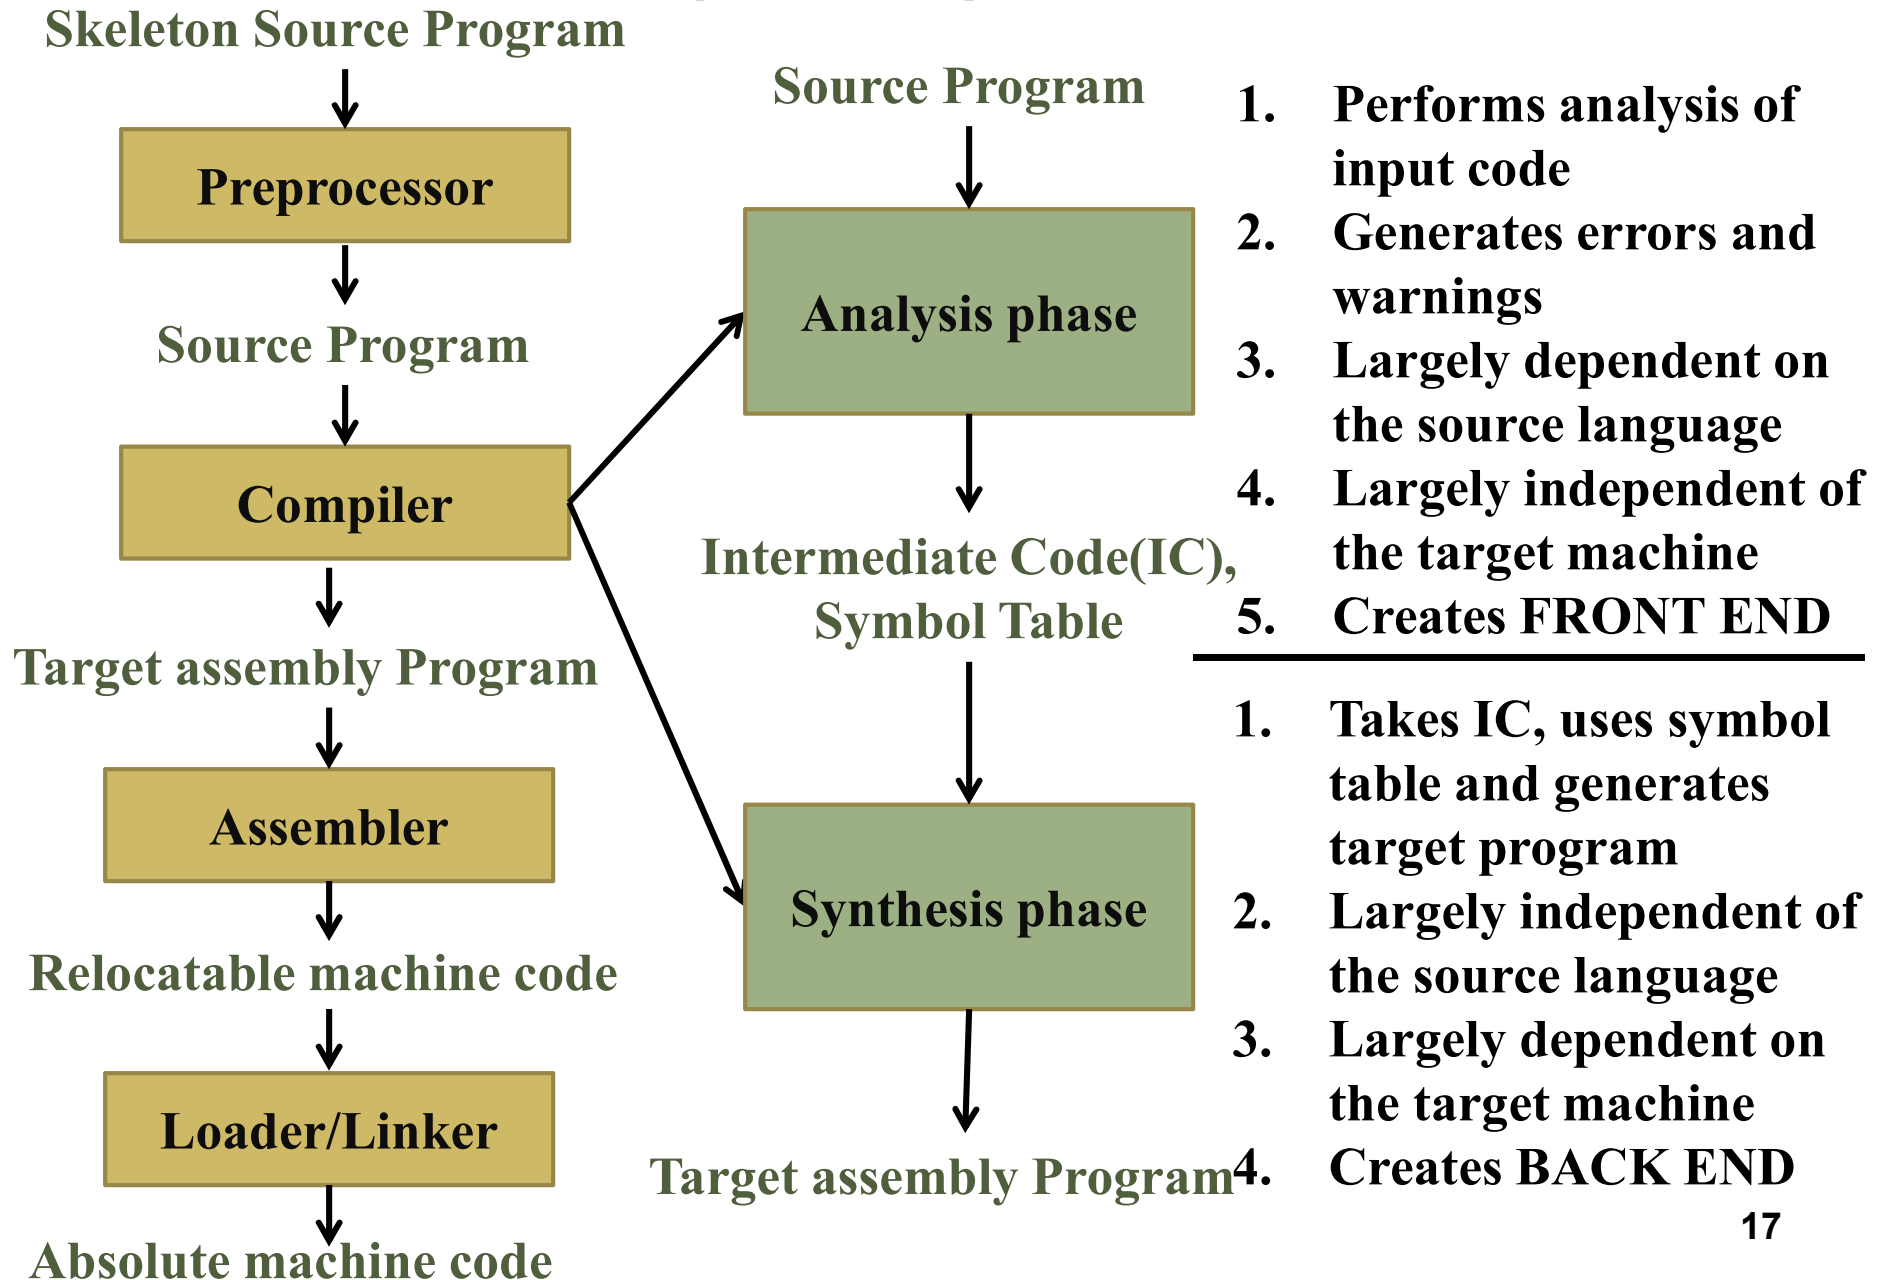 Skeleton Source Program
Preprocessor
Source Program
Compiler
Target assembly Program
Assembler
Relocatable machine code
Loader/Linker
Absolute machine code
Source Program
Analysis phase
Intermediate Code(IC),
Symbol Table
Synthesis phase
Target assembly Program
1. Performs analysis of
input code
2. Generates errors and
warnings
3. Largely dependent on
the source language
4. Largely independent of
the target machine
5. Creates FRONT END
1. Takes IC, uses symbol
table and generates
target program
2. Largely independent of
the source language
3. Largely dependent on
the target machine
4. Creates BACK END
17